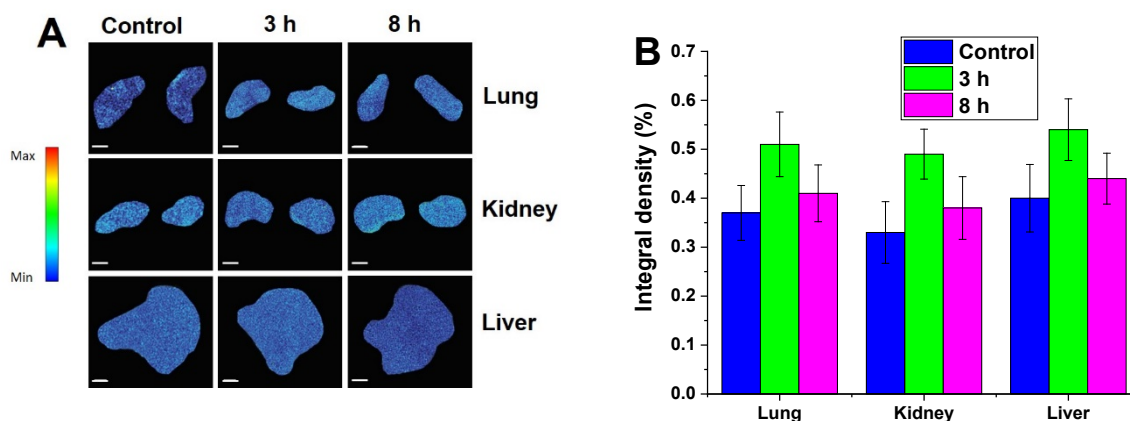 A
Control
3 h
8 h
Lung
Kidney
Liver
Max
Min
B
Control
3 h
8 h
Integral density (%)
0.7
0.6
0.5
0.4
0.3
0.2
0.1
0.0
Lung
Kidney
Liver